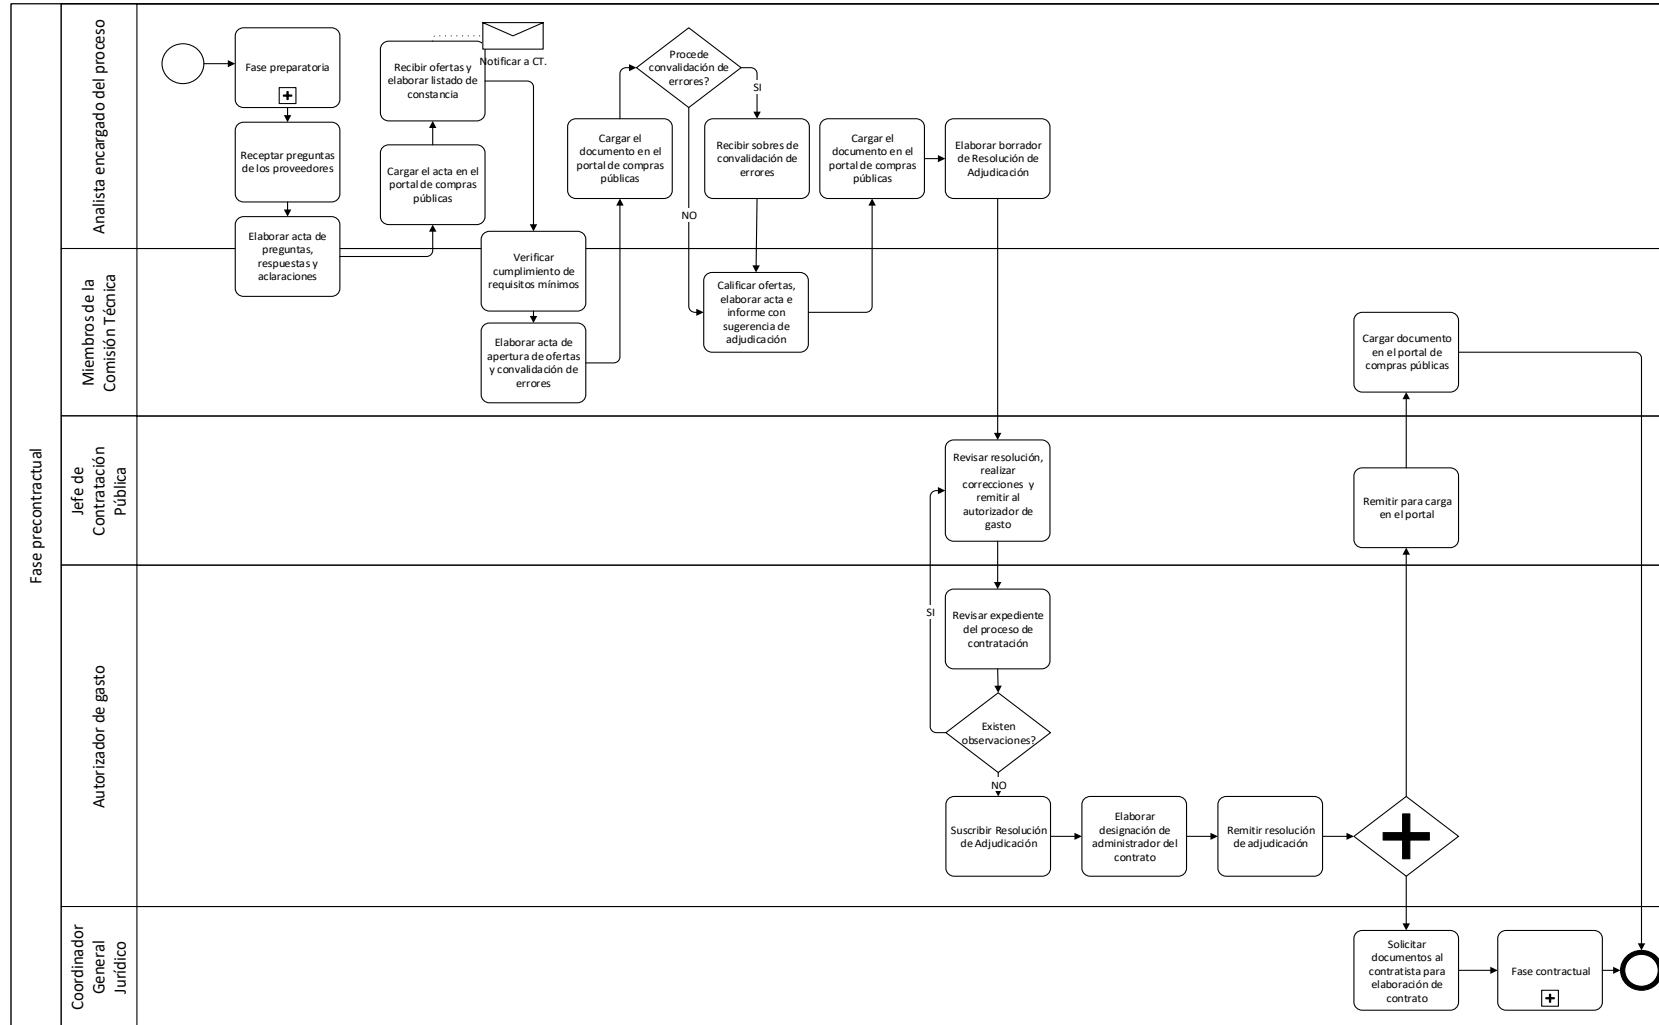 Fase precontractual
Analista encargado del proceso
Fase preparatoria
Receptar preguntas
de los proveedores
Elaborar acta de
preguntas,
respuestas y
aclaraciones
Cargar el acta en el
portal de compras
públicas
Recibir ofertas y
elaborar listado de
constancia
Notificar a CT.
Cargar el
documento en el
portal de compras
públicas
Procede
convalidación de
errores?
SI
NO
Recibir sobres de
convalidación de
errores
Cargar el
documento en el
portal de compras
públicas
Elaborar borrador
de Resolución de
Adjudicación
Miembros de la
Comisión Técnica
Verificar
cumplimiento de
requisitos mínimos
Elaborar acta de
apertura de ofertas
y convalidación de
errores
Calificar ofertas,
elaborar acta e
informe con
sugerencia de
adjudicación
Cargar documento
en el portal de
compras públicas
Jefe de
Contratación
Pública
Revisar resolución,
realizar
correcciones y
remitir al
autorizador de
gasto
Remitir para carga
en el portal
Autorizador de gasto
SI
Revisar expediente
del proceso de
contratación
Existen
observaciones?
NO
Suscribir Resolución
de Adjudicación
Elaborar
designación de
administrador del
contrato
Remitir resolución
de adjudicación
Coordinador
General
Jurídico
Solicitar
documentos al
contratista para
elaboración de
contrato
Fase contractual